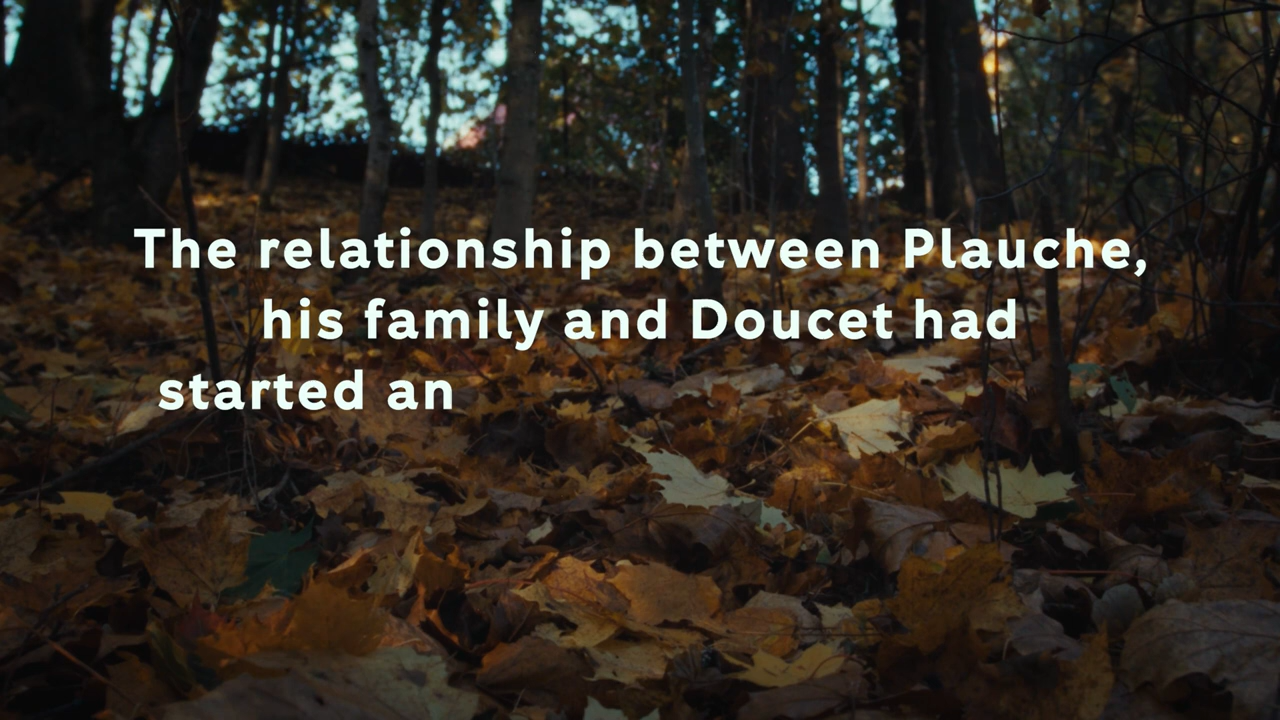 The relationship between Plauche,
his family and Doucet had
started an